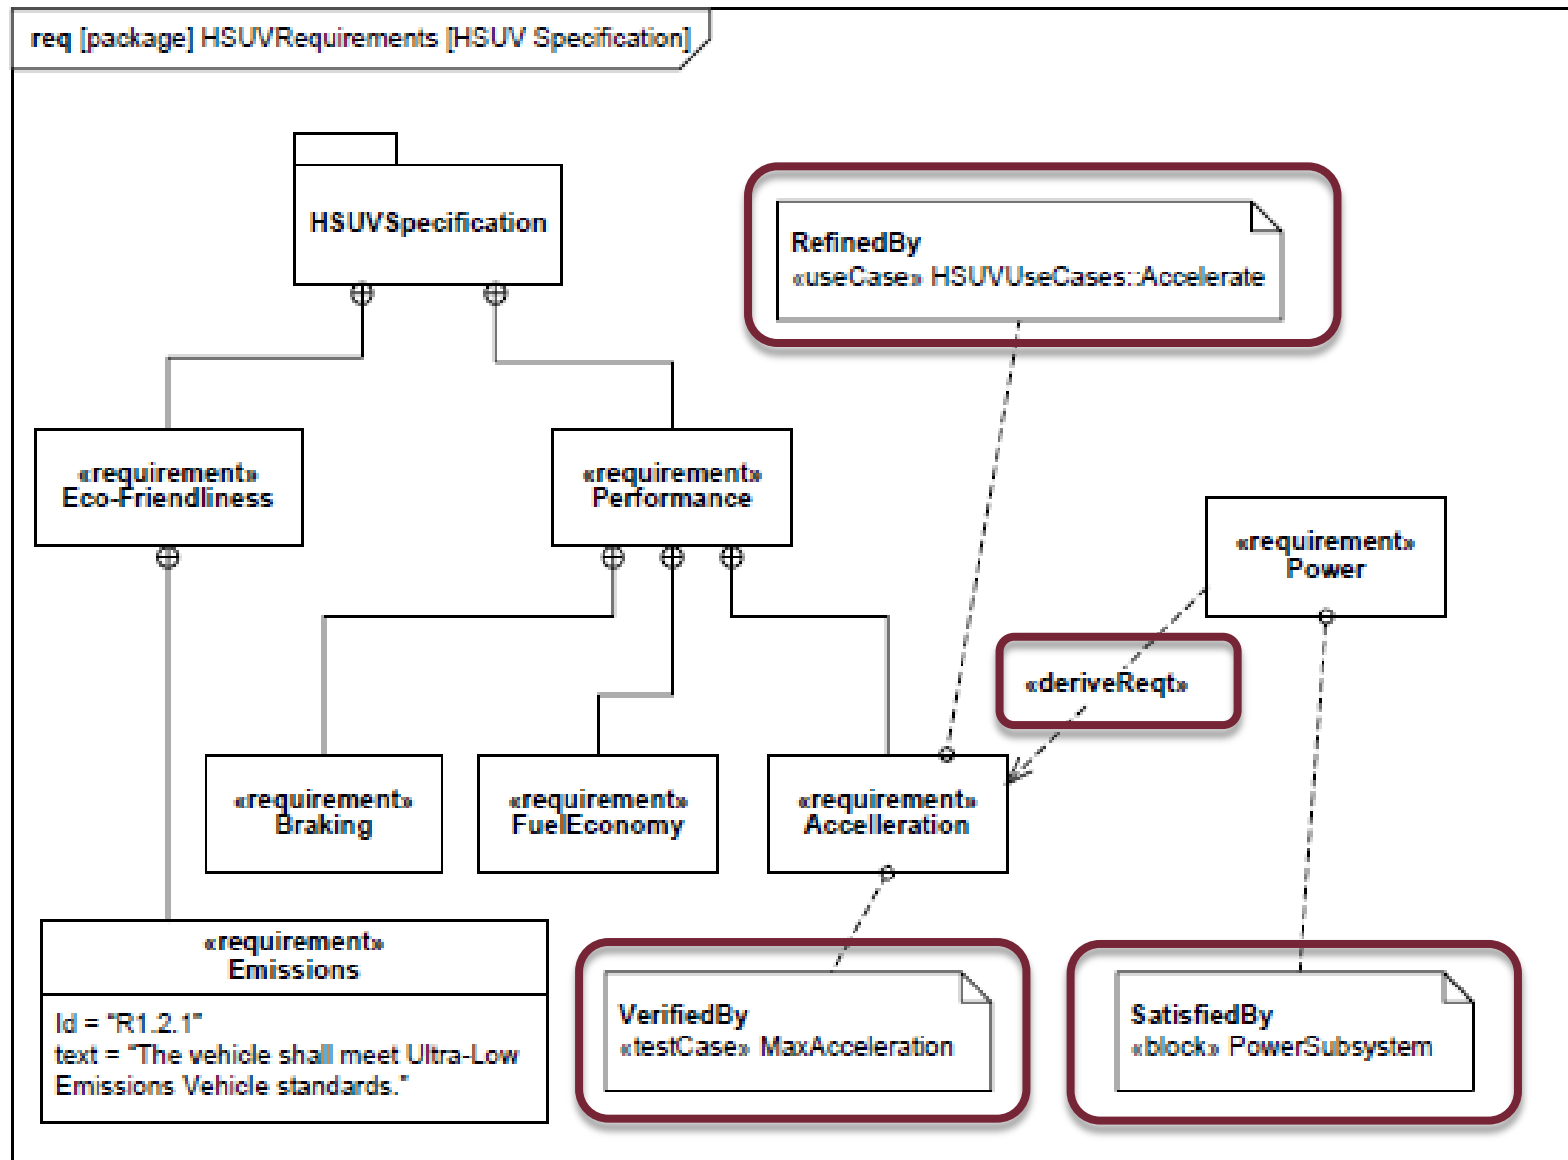 req [package] HSUVRequirements [HSUV Specification]
HSUVSpecification
RefinedBy
«useCase» HSUVUseCases::Accelerate
«requirement»
Eco-Friendliness
«requirement»
Performance
«requirement»
Power
«deriveReqt»
«requirement»
Braking
«requirement»
FuelEconomy
«requirement»
Accelleration
«requirement»
Emissions
Id = "R1.2.1"
text = "The vehicle shall meet Ultra-Low
Emissions Vehicle standards."
VerifiedBy
«testCase» MaxAcceleration
SatisfiedBy
«block» PowerSubsystem